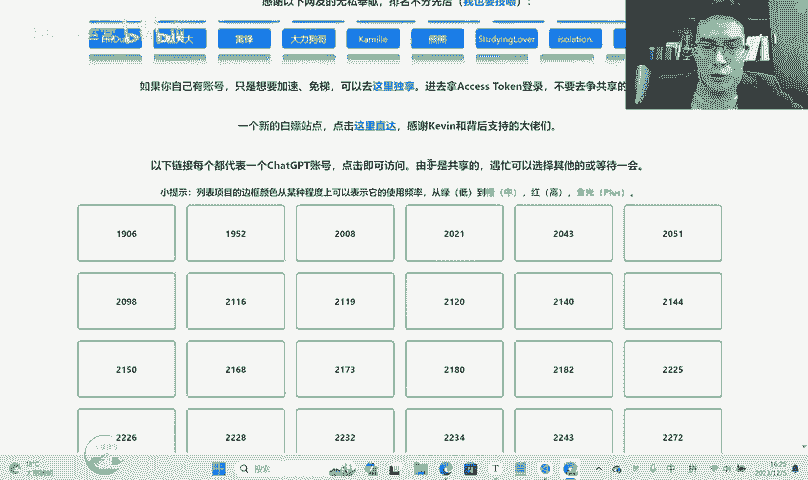 感谢以下网友的无私奉献，排名不分先后（我也要投喂）：
雷锋 大力狗哥 Kamille 熊熊 StudyingLover isolation.
如果你自己有账号，只是想要加速、免梯，可以去这里独享。进去拿Access Token登录，不要去争共享的
一个新的白嫖站点，点击这里直达，感谢Kevin和背后支持的大佬们。
以下链接每个都代表一个ChatGPT账号，点击即可访问。由于是共享的，遇忙可以选择其他的或等待一会。
小提示：列表项目的边框颜色从某种程度上可以表示它的使用频率，从绿（低）到橙（中），红（高），金光（Plus）。
1906 1952 2008 2021 2043 2051
2098 2116 2119 2120 2140 2144
2150 2168 2173 2180 2182 2225
2226 2228 2232 2234 2243 2272
搜索
中 拼
16:25